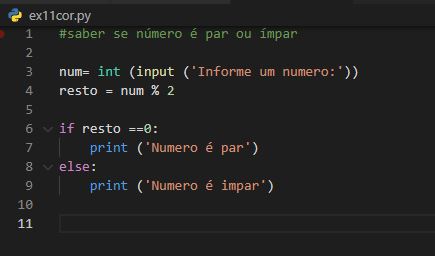 ex11cor.py
1 #saber se número é par ou ímpar
2
3 num= int (input ('Informe um numero:'))
4 resto = num % 2
5
6 if resto ==0:
7     print ('Numero é par')
8 else:
9     print ('Numero é impar')
10
11